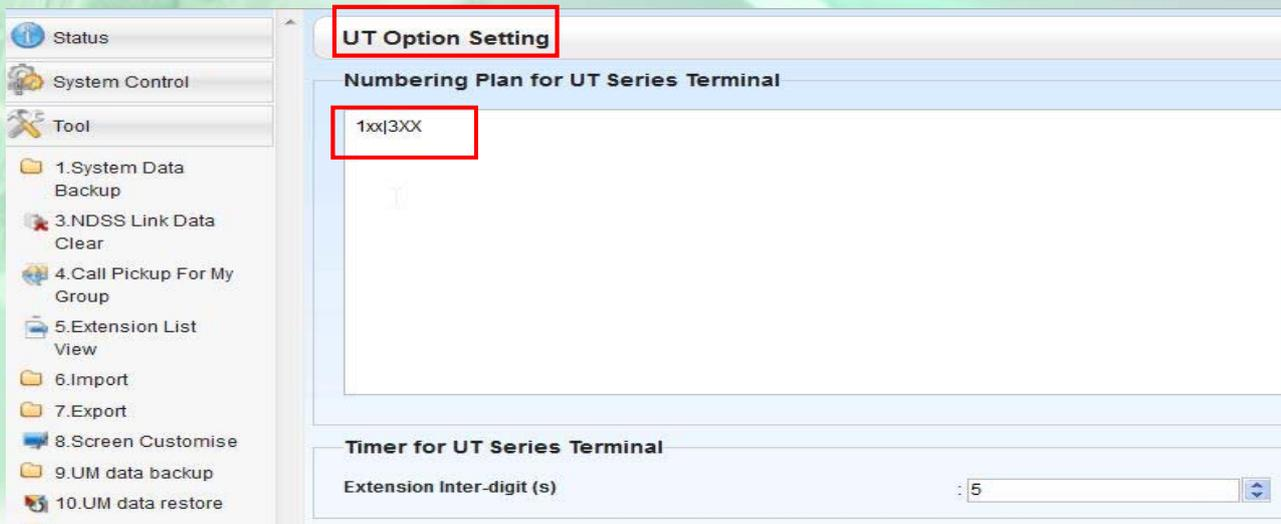 Status
System Control
Tool
1.System Data
Backup
3.NDSS Link Data
Clear
4.Call Pickup For My
Group
5.Extension List
View
6.Import
7.Export
8.Screen Customise
9.UM data backup
10.UM data restore
UT Option Setting
Numbering Plan for UT Series Terminal
1xx|3XX
Timer for UT Series Terminal
Extension Inter-digit (s) : 5